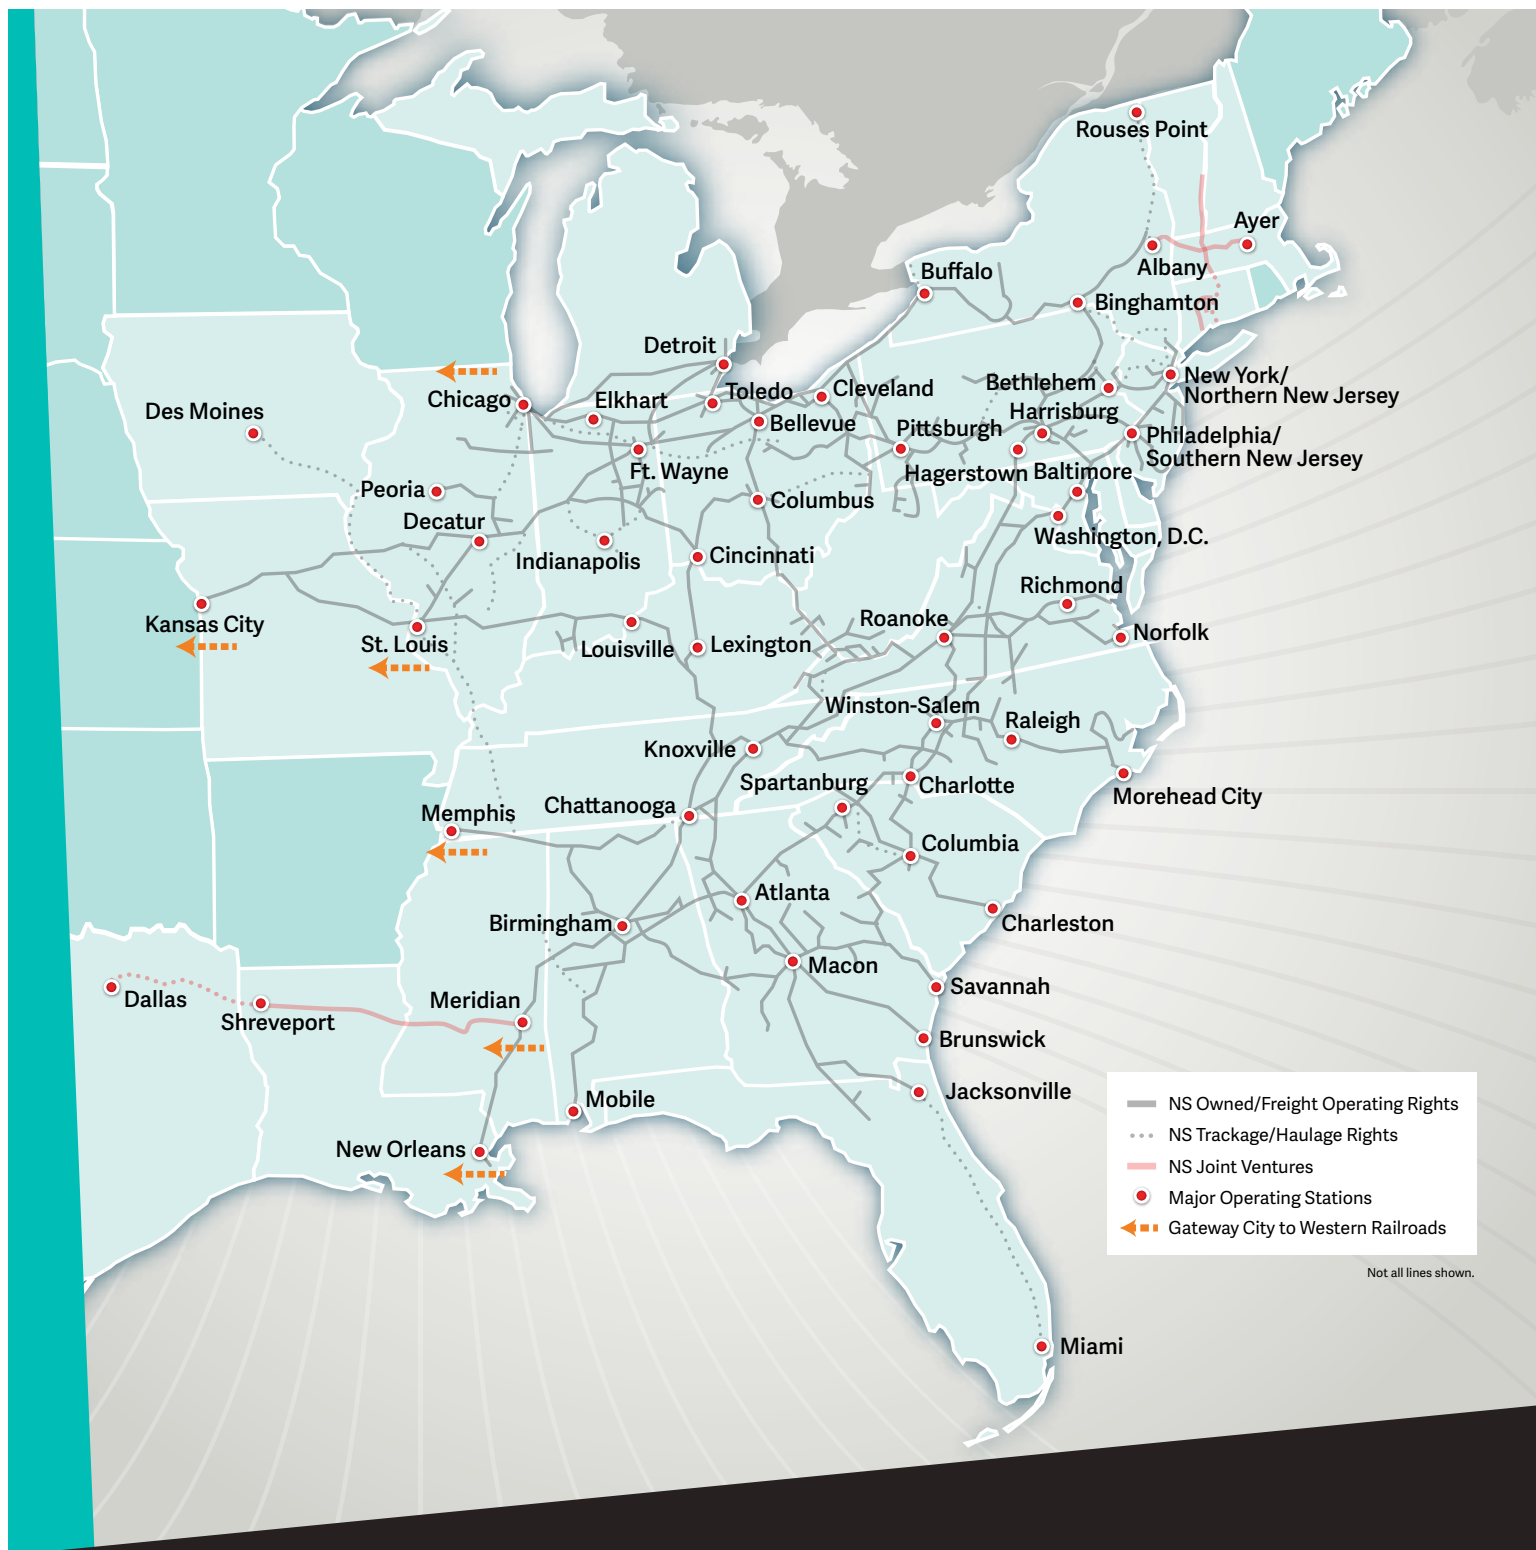 Rouses Point
Ayer
Albany
Buffalo
Binghamton
Detroit
New York/
Northern New Jersey
Bethlehem
Toledo
Cleveland
Elkhart
Chicago
Des Moines
Harrisburg
Bellevue
Pittsburgh
Philadelphia/
Southern New Jersey
Hagerstown
Baltimore
Ft. Wayne
Peoria
Columbus
Decatur
Washington, D.C.
Indianapolis
Cincinnati
Richmond
Kansas City
Roanoke
Norfolk
St. Louis
Louisville
Lexington
Winston-Salem
Raleigh
Knoxville
Spartanburg
Charlotte
Morehead City
Chattanooga
Memphis
Columbia
Atlanta
Birmingham
Charleston
Macon
Savannah
Dallas
Shreveport
Meridian
Brunswick
Jacksonville
Mobile
New Orleans
Miami
NS Owned/Freight Operating Rights
NS Trackage/Haulage Rights
NS Joint Ventures
Major Operating Stations
Gateway City to Western Railroads
Not all lines shown.